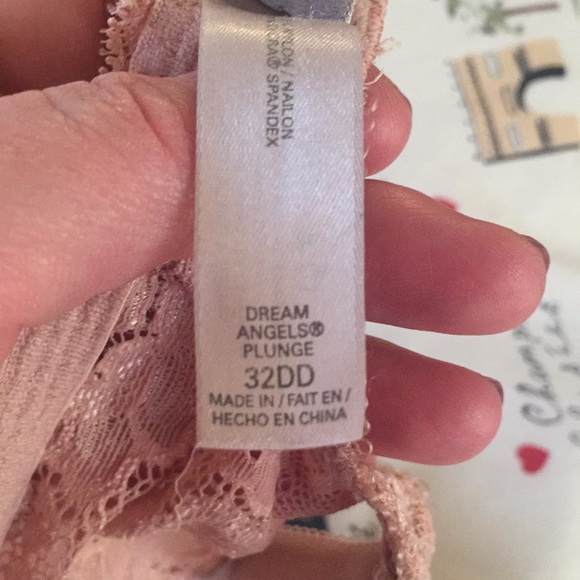 NYLON / NAILON
SPANDEX
DREAM
ANGELS®
PLUNGE
32DD
MADE IN / FAIT EN /
HECHO EN CHINA